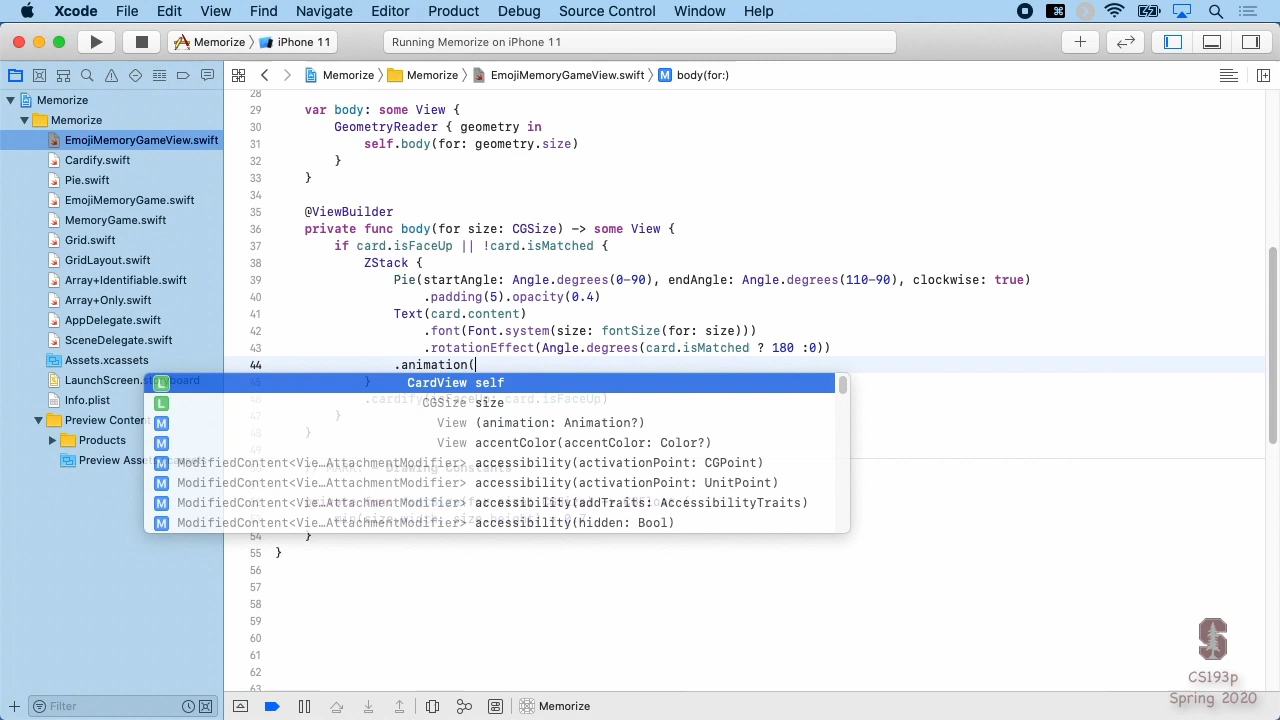 Xcode File Edit View Find Navigate Editor Product Debug Source Control Window Help
Memorize iPhone 11 Running Memorize on iPhone 11
Memorize Memorize EmojiMemoryGameView.swift M body(for:)
Memorize
Memorize
EmojiMemoryGameView.swift
Cardify.swift
Pie.swift
EmojiMemoryGame.swift
MemoryGame.swift
Grid.swift
GridLayout.swift
Array+Identifiable.swift
Array+Only.swift
AppDelegate.swift
SceneDelegate.swift
Assets.xcassets
LaunchScreen.storyboard
Info.plist
Preview Content
Products
Preview Assets
Filter
28
29 var body: some View {
30 GeometryReader { geometry in
31 self.body(for: geometry.size)
32 }
33 }
34
35 @ViewBuilder
36 private func body(for size: CGSize) -> some View {
37 if card.isFaceUp || !card.isMatched {
38 ZStack {
39 Pie(startAngle: Angle.degrees(0-90), endAngle: Angle.degrees(110-90), clockwise: true)
40 .padding(5).opacity(0.4)
41 Text(card.content)
42 .font(Font.system(size: fontSize(for: size)))
43 .rotationEffect(Angle.degrees(card.isMatched ? 180 :0))
44 .animation(
L CardView self
L CGSize size
M View (animation: Animation?)
M View accentColor(accentColor: Color?)
M ModifiedContent<Vie…AttachmentModifier> accessibility(activationPoint: CGPoint)
M ModifiedContent<Vie…AttachmentModifier> accessibility(activationPoint: UnitPoint)
M ModifiedContent<Vie…AttachmentModifier> accessibility(addTraits: AccessibilityTraits)
M ModifiedContent<Vie…AttachmentModifier> accessibility(hidden: Bool)
54 }
55 }
56
57
58
59
60
61
62
63
Memorize
S
CS193p
Spring 2020